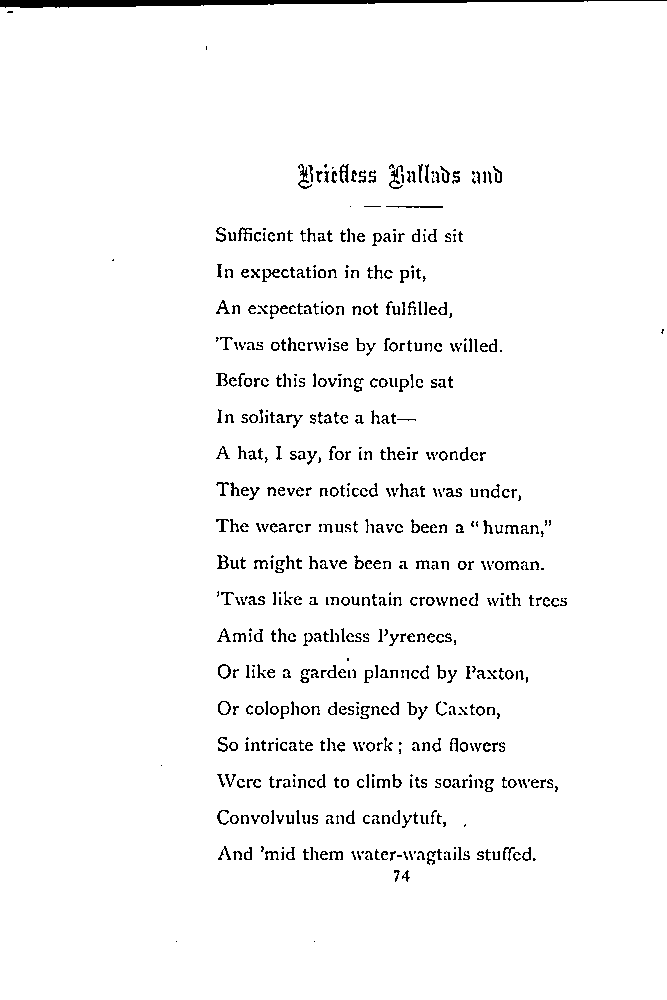 Briefless Ballads and
Sufficient that the pair did sit
In expectation in the pit,
An expectation not fulfilled,
'Twas otherwise by fortune willed.
Before this loving couple sat
In solitary state a hat—
A hat, I say, for in their wonder
They never noticed what was under,
The wearer must have been a “human,”
But might have been a man or woman.
'Twas like a mountain crowned with trees
Amid the pathless Pyrenees,
Or like a garden planned by Paxton,
Or colophon designed by Caxton,
So intricate the work; and flowers
Were trained to climb its soaring towers,
Convolvulus and candytuft,
And 'mid them water-wagtails stuffed.
74